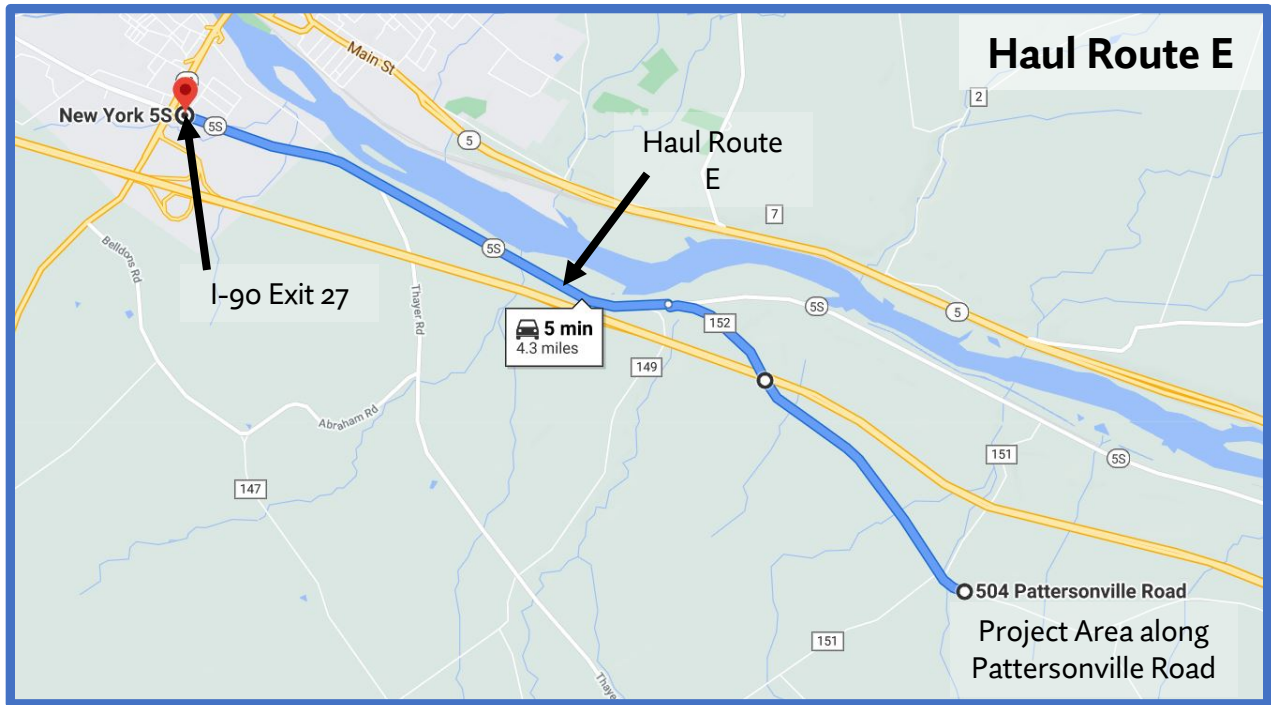 Haul Route E
Main St
2
New York 5S
5S
5
Haul Route
E
7
Belldons Rd
5S
I-90 Exit 27
Thayer Rd
5 min
4.3 miles
152
5S
5
149
Abraham Rd
151
5S
147
504 Pattersonville Road
Project Area along
Pattersonville Road
151
Thaye